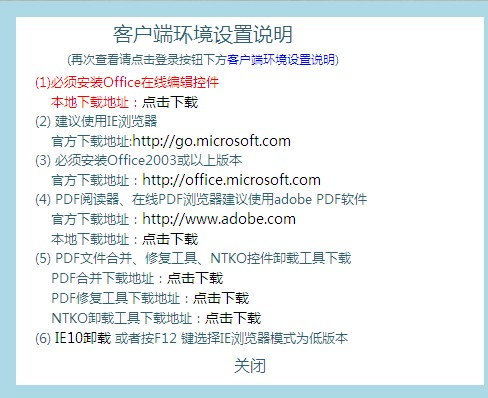 客户端环境设置说明
(再次查看请点击登录按钮下方客户端环境设置说明)
(1)必须安装Office在线编辑控件
本地下载地址：点击下载
(2) 建议使用IE浏览器
官方下载地址:http://go.microsoft.com
(3) 必须安装Office2003或以上版本
官方下载地址：http://office.microsoft.com
(4) PDF阅读器、在线PDF浏览器建议使用adobe PDF软件
官方下载地址：http://www.adobe.com
本地下载地址：点击下载
(5) PDF文件合并、修复工具、NTKO控件卸载工具下载
PDF合并下载地址：点击下载
PDF修复工具下载地址：点击下载
NTKO卸载工具下载地址：点击下载
(6) IE10卸载 或者按F12 键选择IE浏览器模式为低版本
关闭